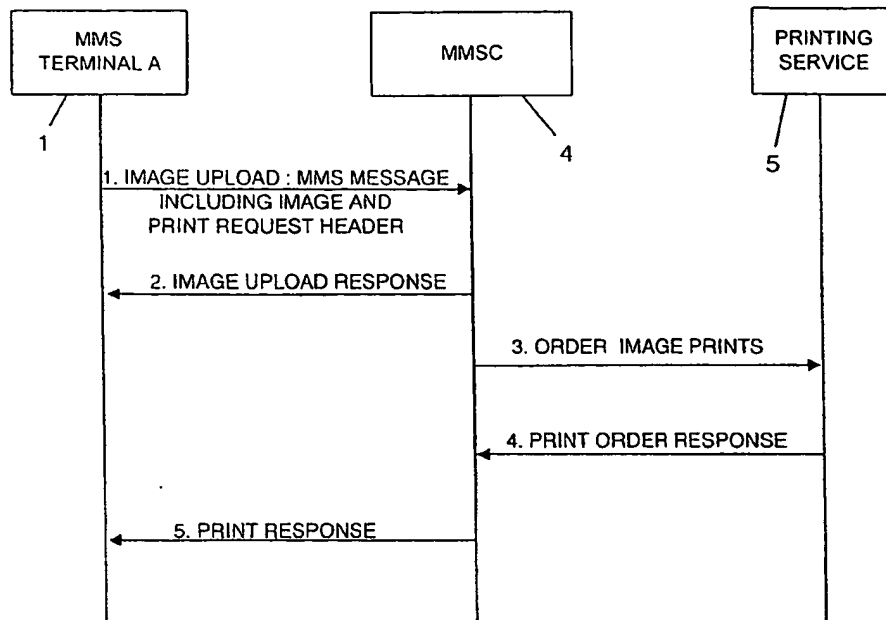 MMS
TERMINAL A
MMSC
PRINTING
SERVICE
1
4
5
1. IMAGE UPLOAD : MMS MESSAGE
INCLUDING IMAGE AND
PRINT REQUEST HEADER
2. IMAGE UPLOAD RESPONSE
3. ORDER IMAGE PRINTS
4. PRINT ORDER RESPONSE
5. PRINT RESPONSE